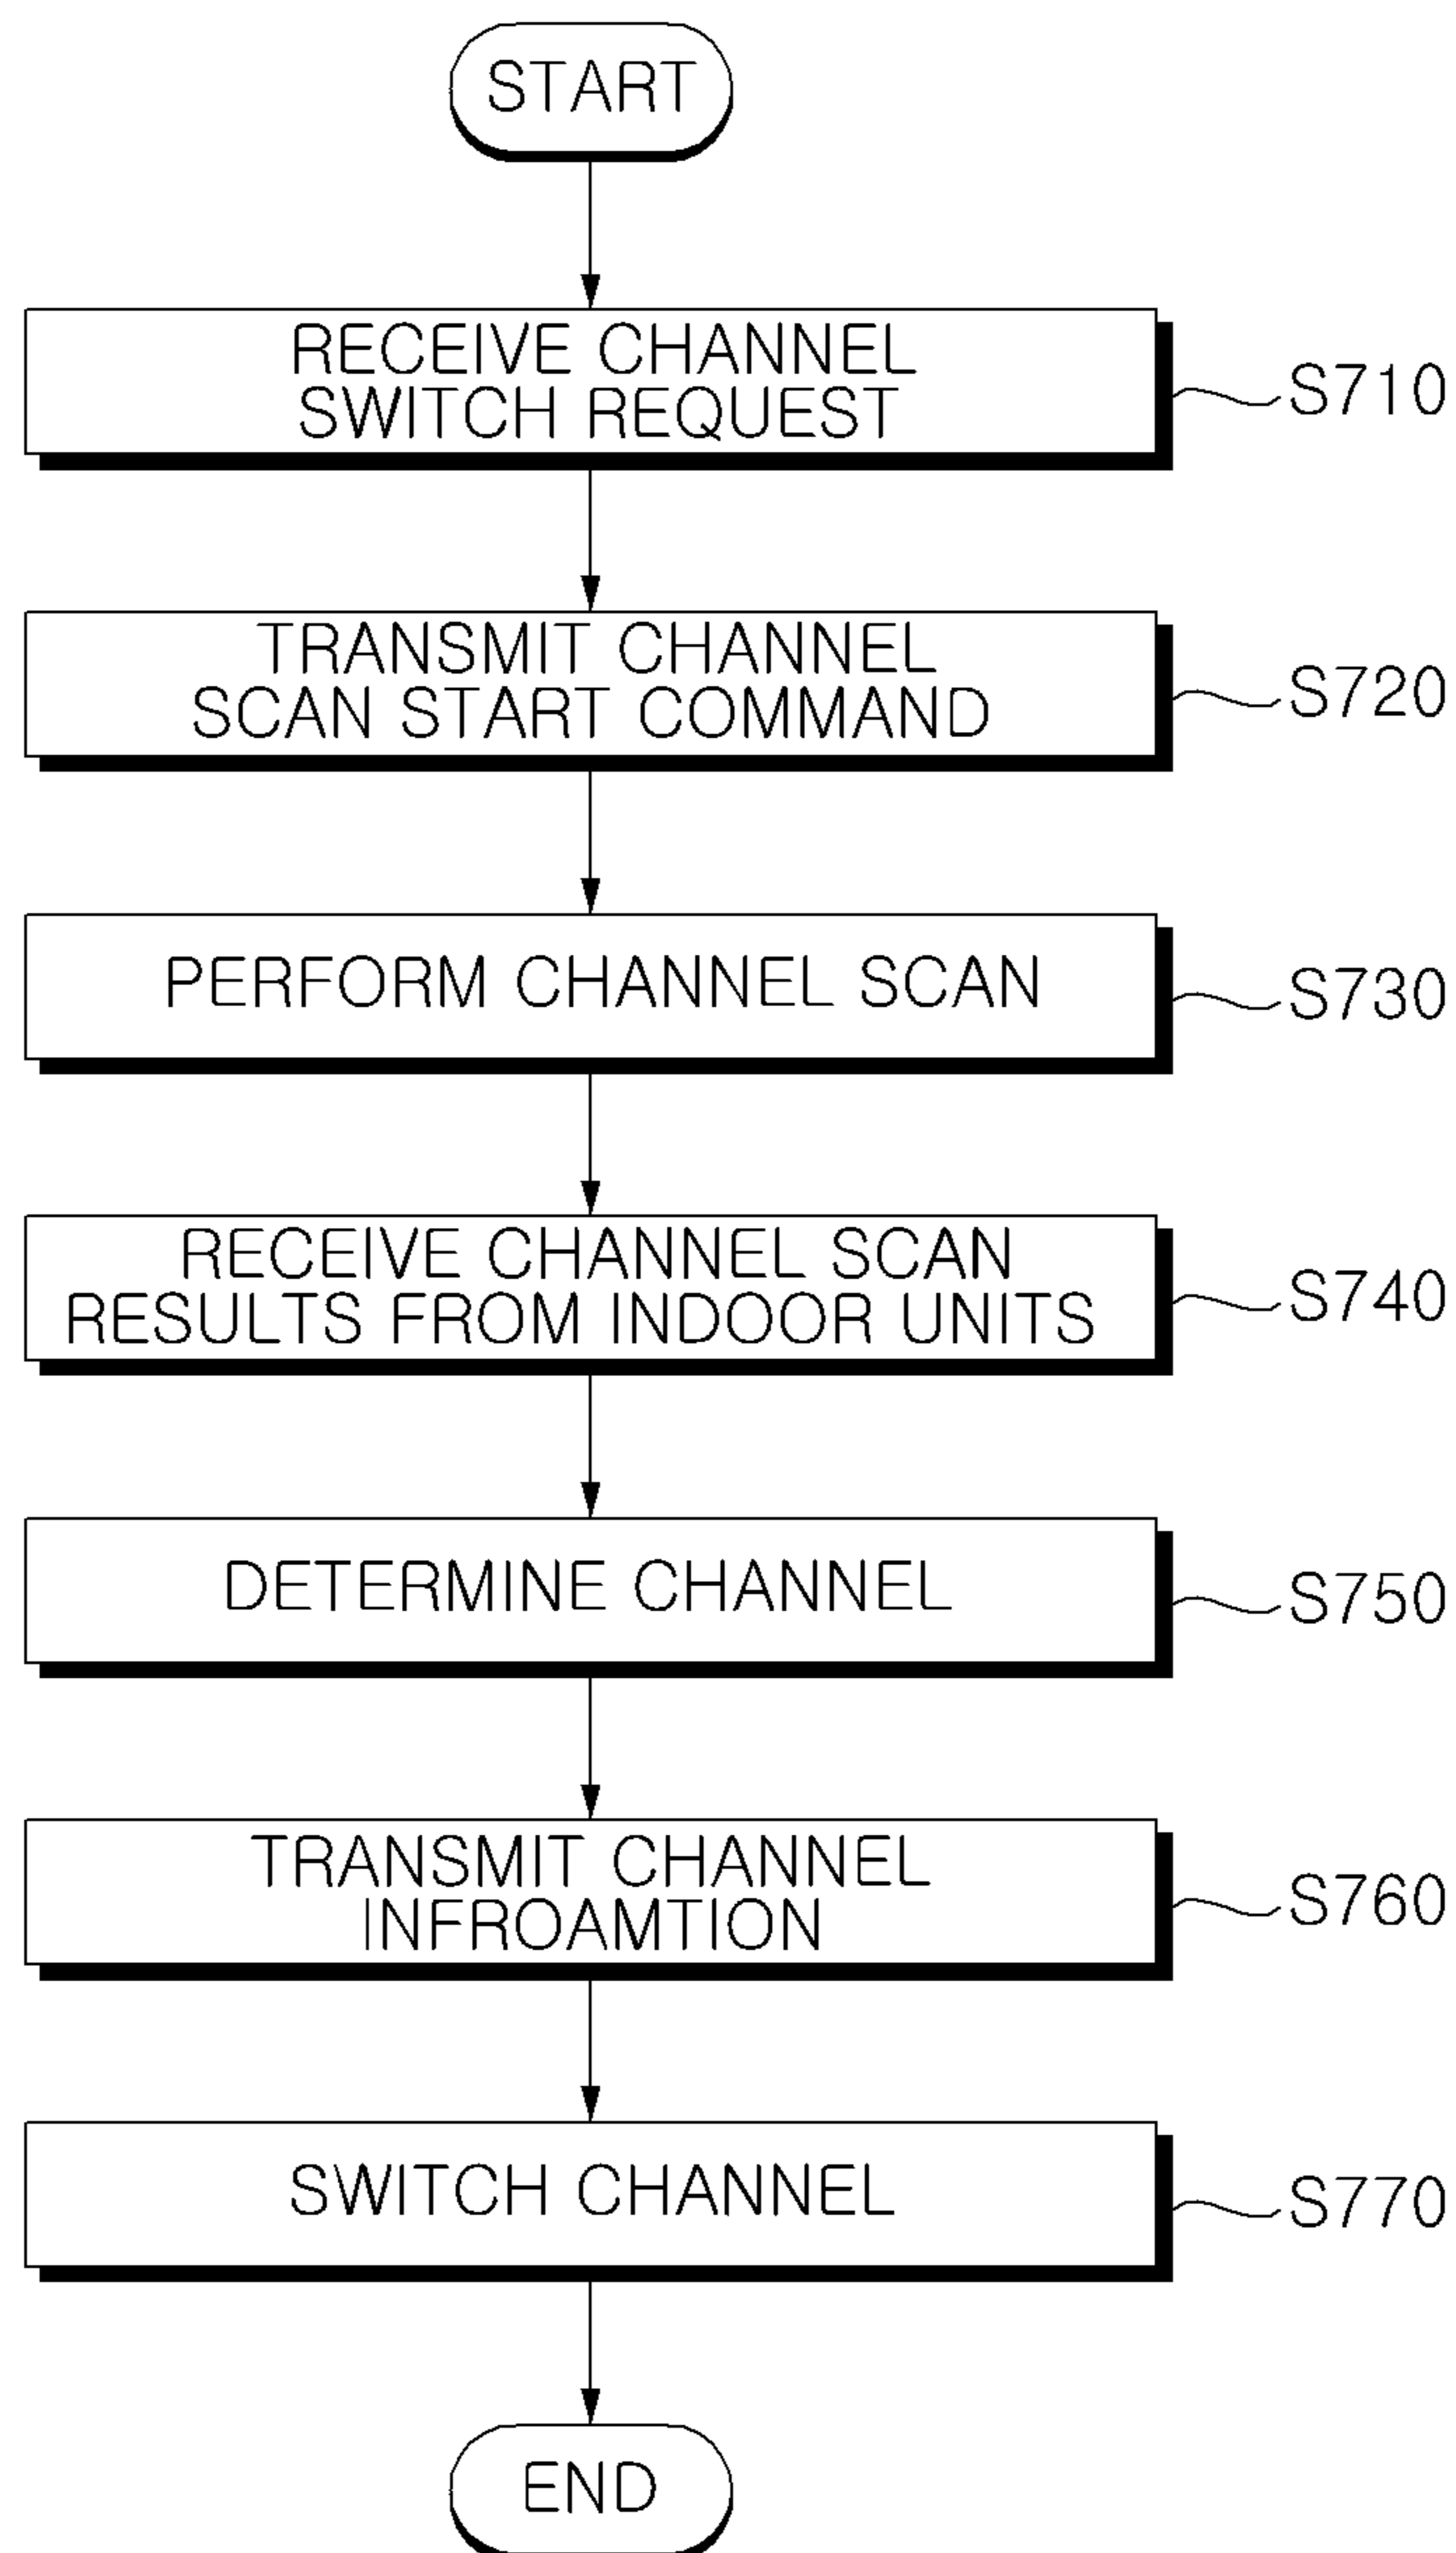 START
RECEIVE CHANNEL
SWITCH REQUEST
S710
TRANSMIT CHANNEL
SCAN START COMMAND
S720
PERFORM CHANNEL SCAN
S730
RECEIVE CHANNEL SCAN
RESULTS FROM INDOOR UNITS
S740
DETERMINE CHANNEL
S750
TRANSMIT CHANNEL
INFROAMTION
S760
SWITCH CHANNEL
S770
END